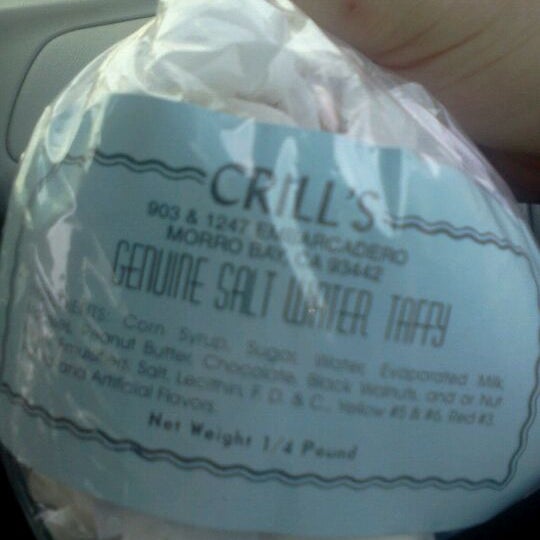 CRILL'S
903 & 1247 EMBARCADERO
MORRO BAY, CA 93442
GENUINE SALT WATER TAFFY
Corn Syrup, Sugar, Water, Evaporated Milk,
Peanut Butter, Chocolate, Black Walnuts, and or Nut
Salt, Lecithin, F. D. & C., Yellow #5 & #6, Red #3,
and Artificial Flavors.
Net Weight 1/4 Pound